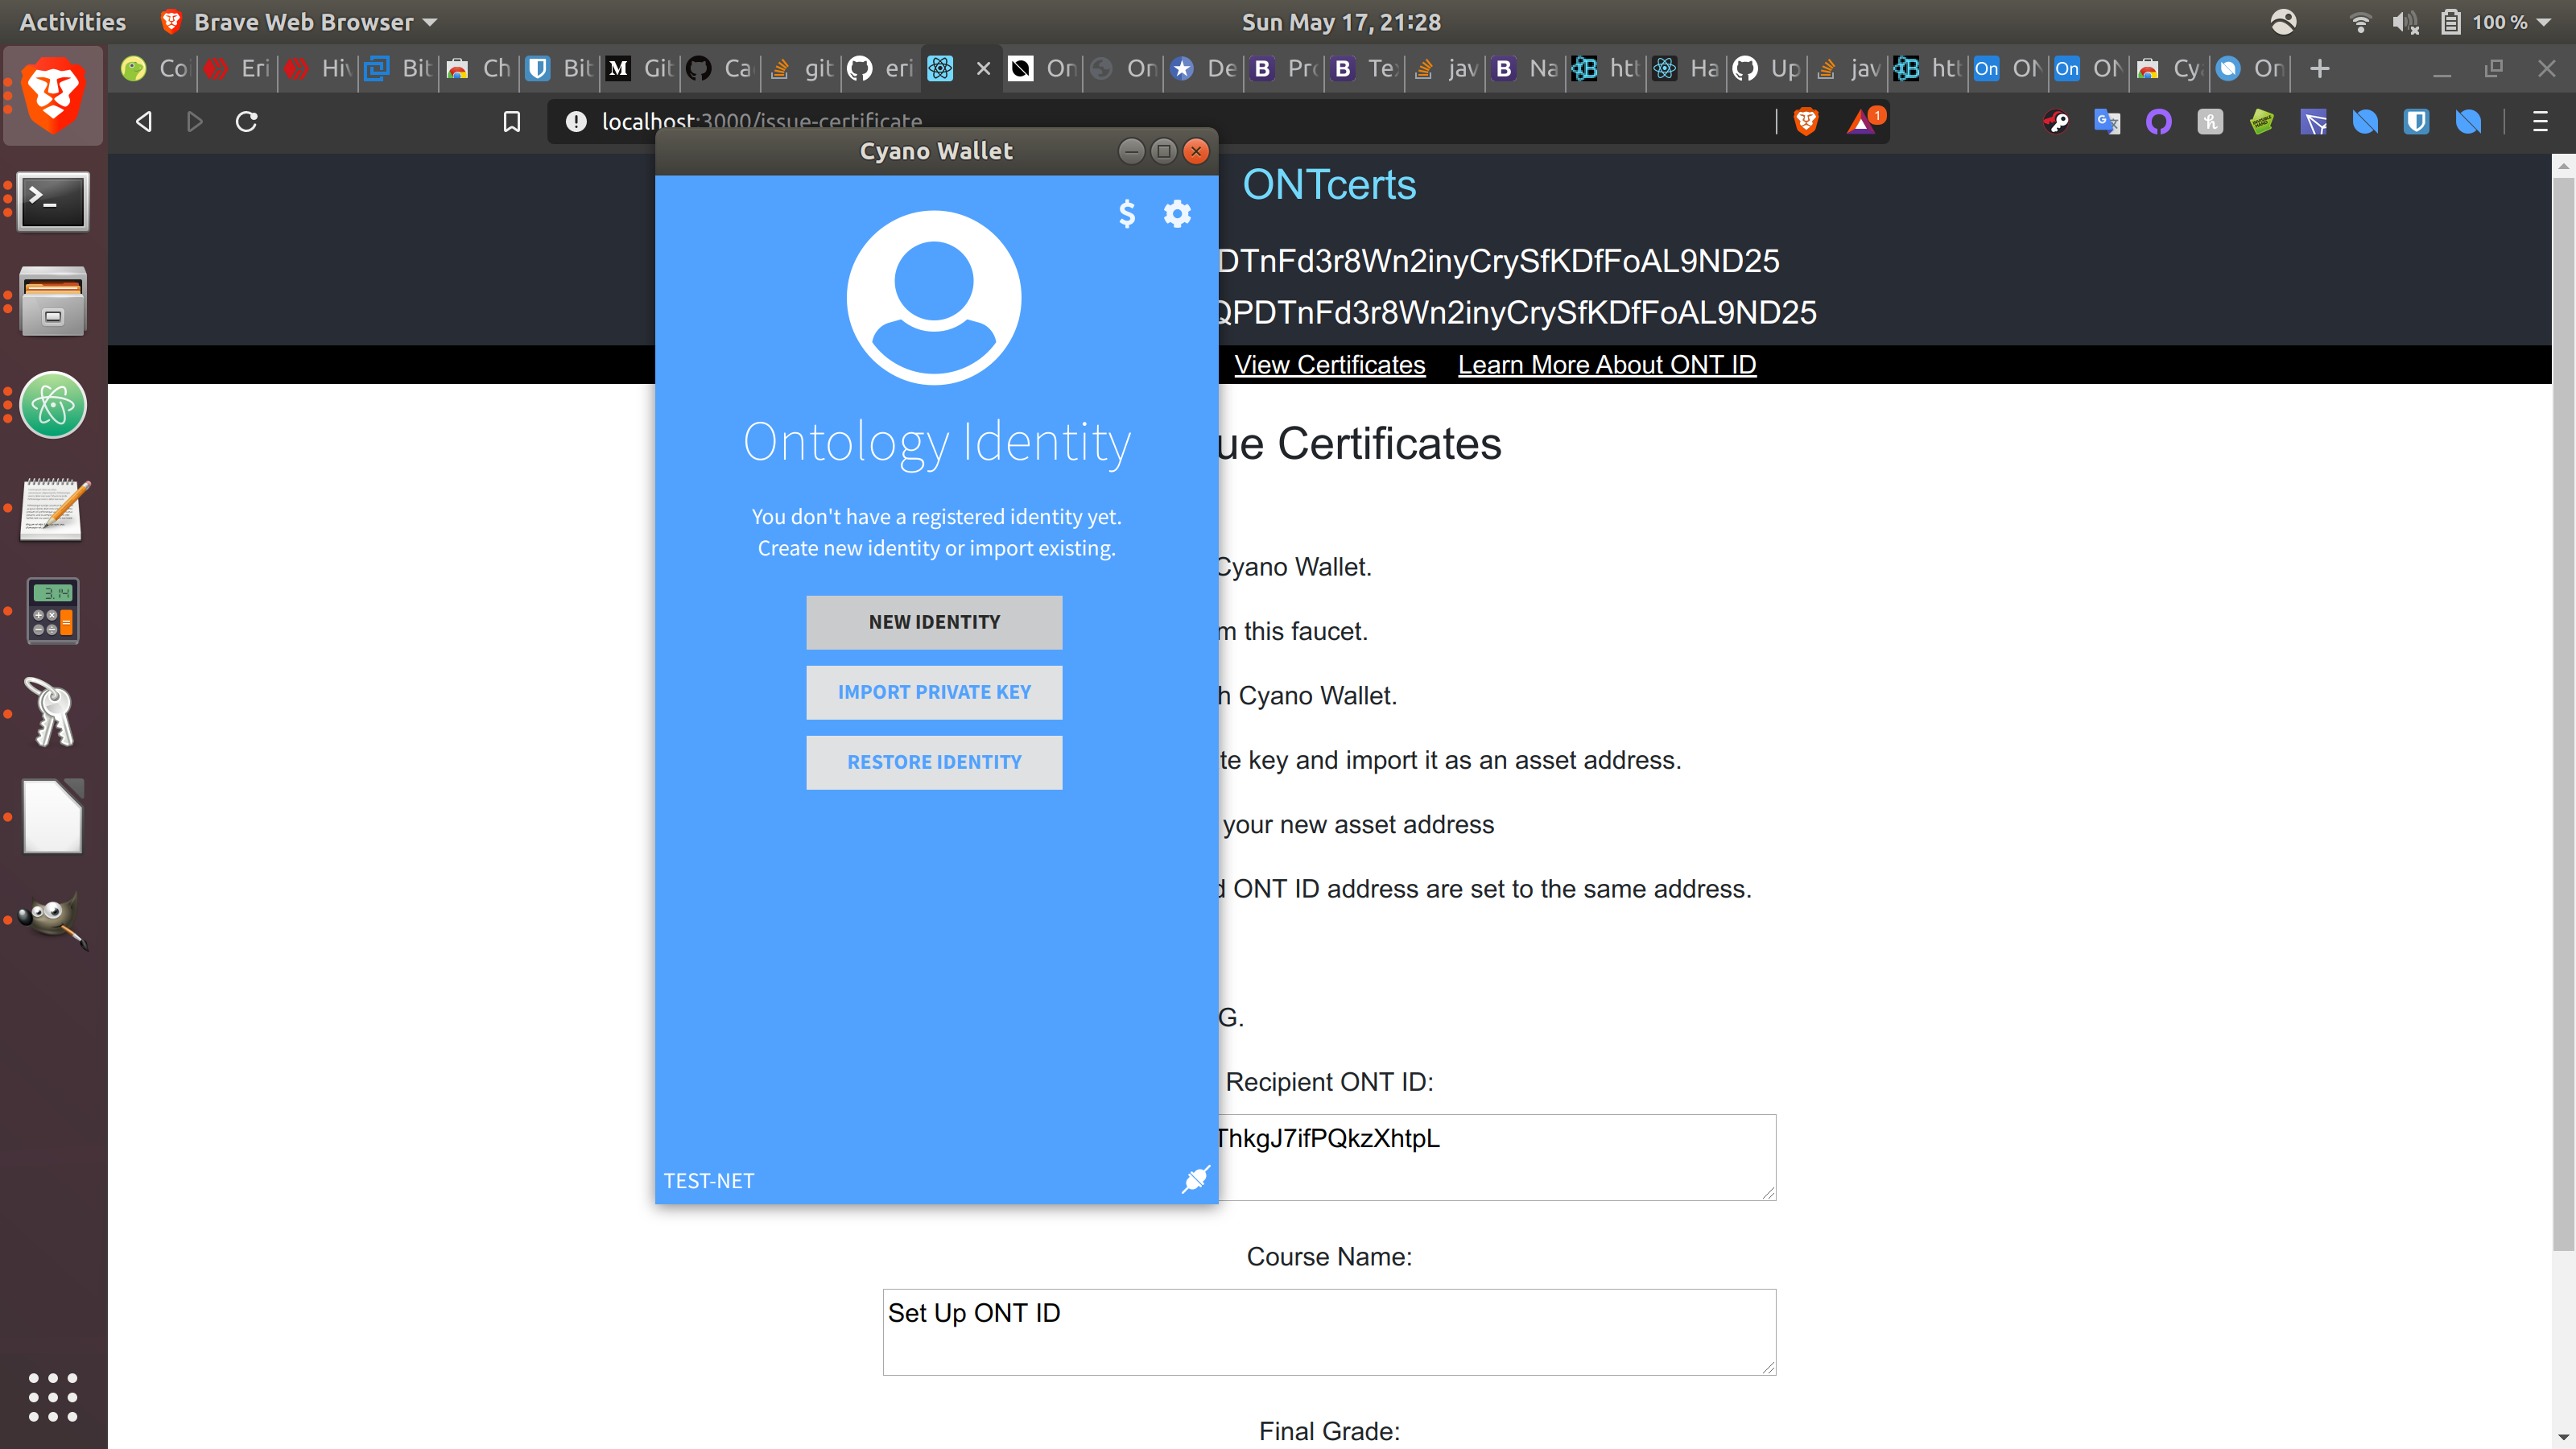 Activities
Brave Web Browser
Sun May 17, 21:28
100 %
Co
Eri
Hiv
Bit
Ch
Bit
Git
Ca
git
eri
On
On
De
Pro
Te
jav
Na
htt
Ha
Up
jav
htt
ON
ON
Cy
On
localhost:3000/issue-certificate
1
Cyano Wallet
ONTcerts
DTnFd3r8Wn2inyCrySfKDfFoAL9ND25
QPDTnFd3r8Wn2inyCrySfKDfFoAL9ND25
View Certificates
Learn More About ONT ID
$
Ontology Identity
You don't have a registered identity yet.
Create new identity or import existing.
NEW IDENTITY
IMPORT PRIVATE KEY
RESTORE IDENTITY
TEST-NET
ue Certificates
Cyano Wallet.
m this faucet.
h Cyano Wallet.
te key and import it as an asset address.
your new asset address
d ONT ID address are set to the same address.
G.
Recipient ONT ID:
ThkgJ7ifPQkzXhtpL
Course Name:
Set Up ONT ID
Final Grade:
3.14